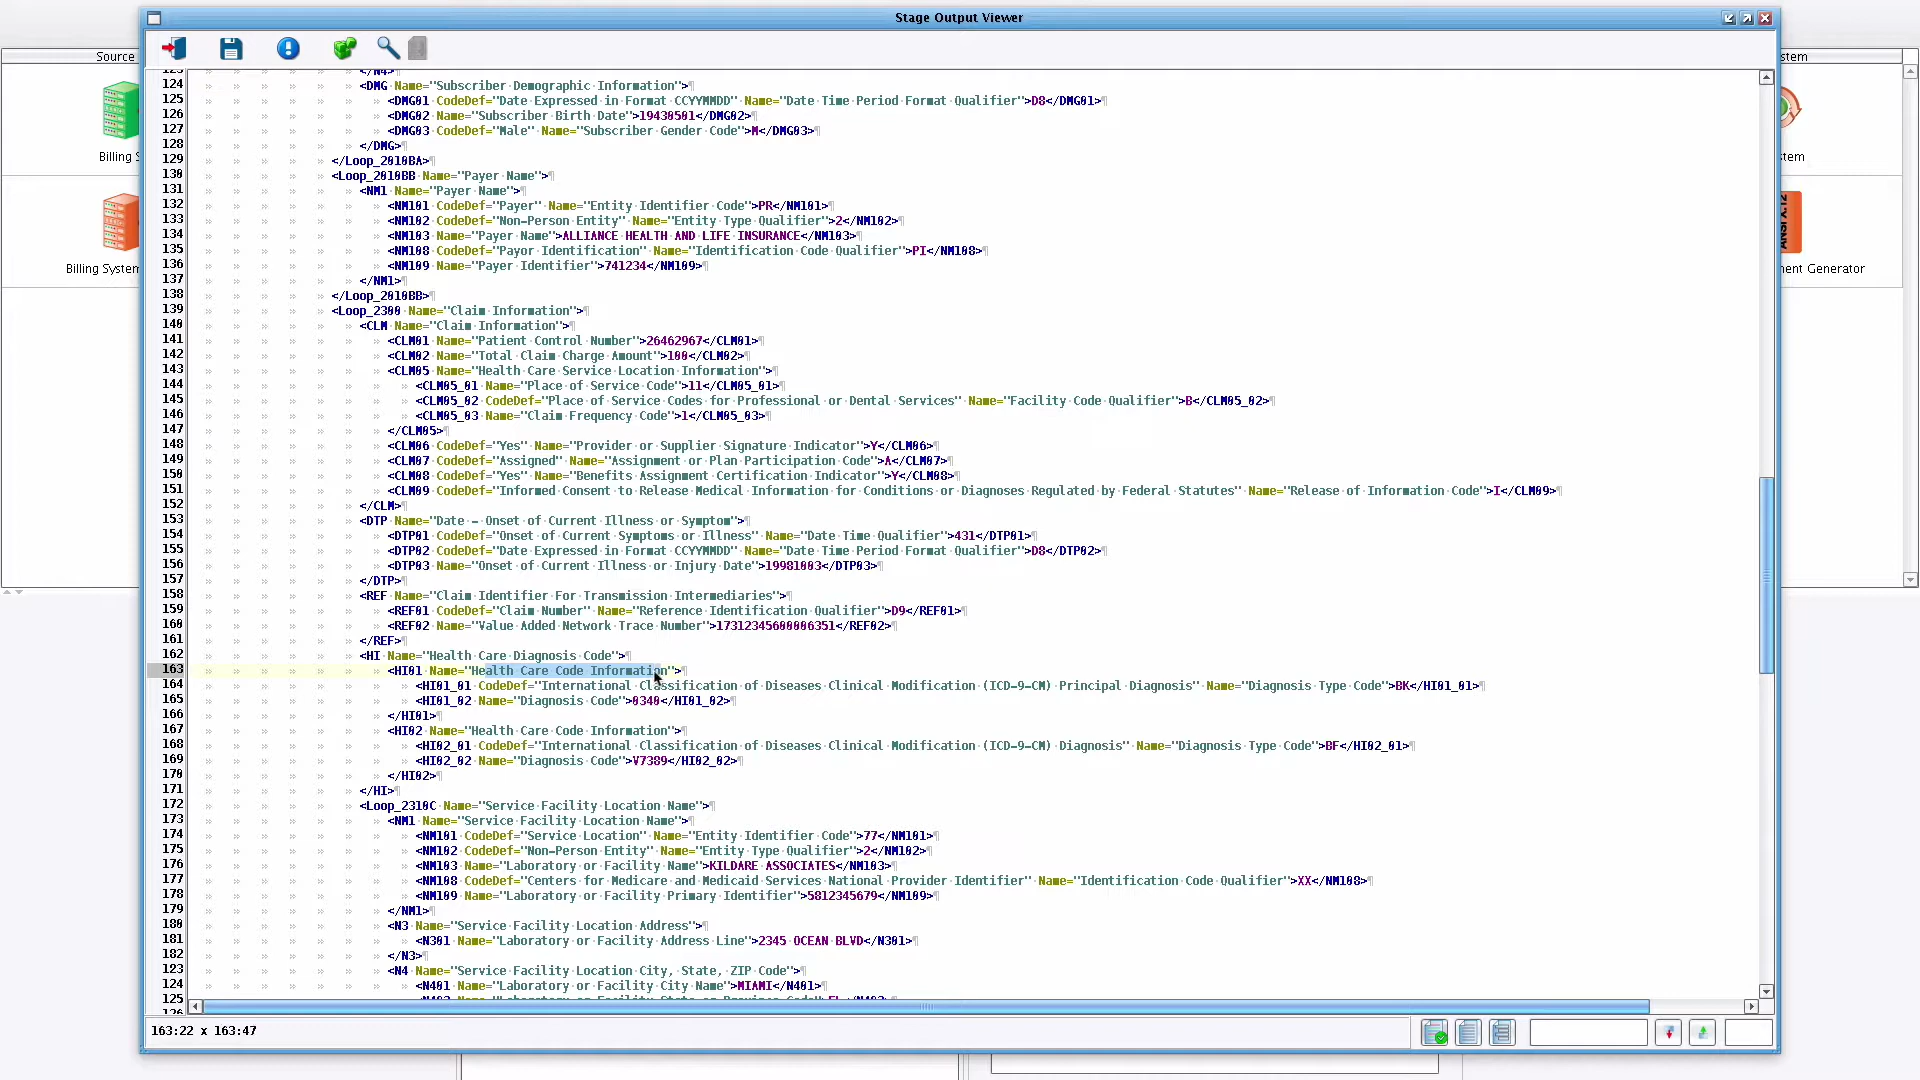 Stage Output Viewer
Source
Billing S
Billing System
stem
stem
ANSI X.12
ment Generator
123 </N4>¶
124 <DMG·Name="Subscriber·Demographic·Information">¶
125 <DMG01·CodeDef="Date·Expressed·in·Format·CCYYMMDD"·Name="Date·Time·Period·Format·Qualifier">D8</DMG01>¶
126 <DMG02·Name="Subscriber·Birth·Date">19430501</DMG02>¶
127 <DMG03·CodeDef="Male"·Name="Subscriber·Gender·Code">M</DMG03>¶
128 </DMG>¶
129 </Loop_2010BA>¶
130 <Loop_2010BB·Name="Payer·Name">¶
131 <NM1·Name="Payer·Name">¶
132 <NM101·CodeDef="Payer"·Name="Entity·Identifier·Code">PR</NM101>¶
133 <NM102·CodeDef="Non-Person·Entity"·Name="Entity·Type·Qualifier">2</NM102>¶
134 <NM103·Name="Payer·Name">ALLIANCE·HEALTH·AND·LIFE·INSURANCE</NM103>¶
135 <NM108·CodeDef="Payor·Identification"·Name="Identification·Code·Qualifier">PI</NM108>¶
136 <NM109·Name="Payer·Identifier">741234</NM109>¶
137 </NM1>¶
138 </Loop_2010BB>¶
139 <Loop_2300·Name="Claim·Information">¶
140 <CLM·Name="Claim·Information">¶
141 <CLM01·Name="Patient·Control·Number">26462967</CLM01>¶
142 <CLM02·Name="Total·Claim·Charge·Amount">100</CLM02>¶
143 <CLM05·Name="Health·Care·Service·Location·Information">¶
144 <CLM05_01·Name="Place·of·Service·Code">11</CLM05_01>¶
145 <CLM05_02·CodeDef="Place·of·Service·Codes·for·Professional·or·Dental·Services"·Name="Facility·Code·Qualifier">B</CLM05_02>¶
146 <CLM05_03·Name="Claim·Frequency·Code">1</CLM05_03>¶
147 </CLM05>¶
148 <CLM06·CodeDef="Yes"·Name="Provider·or·Supplier·Signature·Indicator">Y</CLM06>¶
149 <CLM07·CodeDef="Assigned"·Name="Assignment·or·Plan·Participation·Code">A</CLM07>¶
150 <CLM08·CodeDef="Yes"·Name="Benefits·Assignment·Certification·Indicator">Y</CLM08>¶
151 <CLM09·CodeDef="Informed·Consent·to·Release·Medical·Information·for·Conditions·or·Diagnoses·Regulated·by·Federal·Statutes"·Name="Release·of·Information·Code">I</CLM09>¶
152 </CLM>¶
153 <DTP·Name="Date·-·Onset·of·Current·Illness·or·Symptom">¶
154 <DTP01·CodeDef="Onset·of·Current·Symptoms·or·Illness"·Name="Date·Time·Qualifier">431</DTP01>¶
155 <DTP02·CodeDef="Date·Expressed·in·Format·CCYYMMDD"·Name="Date·Time·Period·Format·Qualifier">D8</DTP02>¶
156 <DTP03·Name="Onset·of·Current·Illness·or·Injury·Date">19981003</DTP03>¶
157 </DTP>¶
158 <REF·Name="Claim·Identifier·For·Transmission·Intermediaries">¶
159 <REF01·CodeDef="Claim·Number"·Name="Reference·Identification·Qualifier">D9</REF01>¶
160 <REF02·Name="Value·Added·Network·Trace·Number">17312345600006351</REF02>¶
161 </REF>¶
162 <HI·Name="Health·Care·Diagnosis·Code">¶
163 <HI01·Name="Health·Care·Code·Information">¶
164 <HI01_01·CodeDef="International·Classification·of·Diseases·Clinical·Modification·(ICD-9-CM)·Principal·Diagnosis"·Name="Diagnosis·Type·Code">BK</HI01_01>¶
165 <HI01_02·Name="Diagnosis·Code">0340</HI01_02>¶
166 </HI01>¶
167 <HI02·Name="Health·Care·Code·Information">¶
168 <HI02_01·CodeDef="International·Classification·of·Diseases·Clinical·Modification·(ICD-9-CM)·Diagnosis"·Name="Diagnosis·Type·Code">BF</HI02_01>¶
169 <HI02_02·Name="Diagnosis·Code">V7389</HI02_02>¶
170 </HI02>¶
171 </HI>¶
172 <Loop_2310C·Name="Service·Facility·Location·Name">¶
173 <NM1·Name="Service·Facility·Location·Name">¶
174 <NM101·CodeDef="Service·Location"·Name="Entity·Identifier·Code">77</NM101>¶
175 <NM102·CodeDef="Non-Person·Entity"·Name="Entity·Type·Qualifier">2</NM102>¶
176 <NM103·Name="Laboratory·or·Facility·Name">KILDARE·ASSOCIATES</NM103>¶
177 <NM108·CodeDef="Centers·for·Medicare·and·Medicaid·Services·National·Provider·Identifier"·Name="Identification·Code·Qualifier">XX</NM108>¶
178 <NM109·Name="Laboratory·or·Facility·Primary·Identifier">5812345679</NM109>¶
179 </NM1>¶
180 <N3·Name="Service·Facility·Location·Address">¶
181 <N301·Name="Laboratory·or·Facility·Address·Line">2345·OCEAN·BLVD</N301>¶
182 </N3>¶
123 <N4·Name="Service·Facility·Location·City,·State,·ZIP·Code">¶
124 <N401·Name="Laboratory·or·Facility·City·Name">MIAMI</N401>¶
125
126
163:22 x 163:47